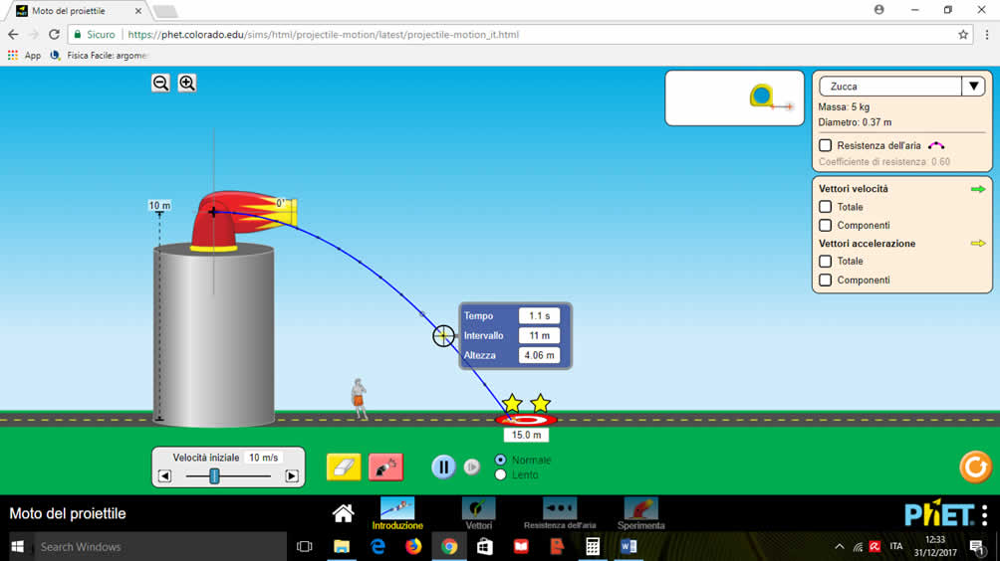 Moto del proiettile
Sicuro
https://phet.colorado.edu/sims/html/projectile-motion/latest/projectile-motion_it.html
App
Fisica Facile: argome
Zucca
Massa: 5 kg
Diametro: 0.37 m
Resistenza dell'aria
Coefficiente di resistenza: 0.60
Vettori velocità
Totale
Componenti
Vettori accelerazione
Totale
Componenti
10 m
0°
Tempo 1.1 s
Intervallo 11 m
Altezza 4.06 m
15.0 m
Velocità iniziale 10 m/s
Normale
Lento
Moto del proiettile
Introduzione
Vettori
Resistenza dell'aria
Sperimenta
PhET
Search Windows
ITA
12:33
31/12/2017
1